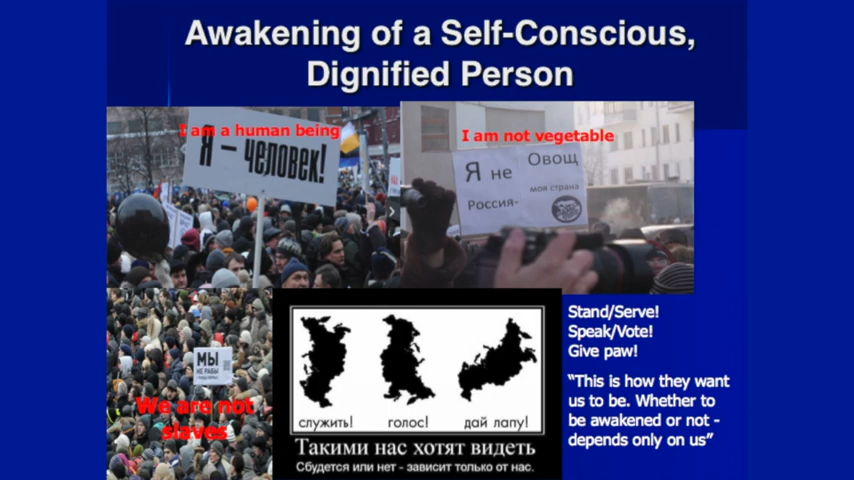 Awakening of a Self-Conscious,
Dignified Person
I am a human being
Я – человек!
I am not vegetable
Я не Овощ
моя страна
Россия-
Stand/Serve!
Speak/Vote!
Give paw!
"This is how they want
us to be. Whether to
be awakened or not -
depends only on us"
МЫ
НЕ РАБЫ
We are not
slaves
служить! голос! дай лапу!
Такими нас хотят видеть
Сбудется или нет - зависит только от нас.